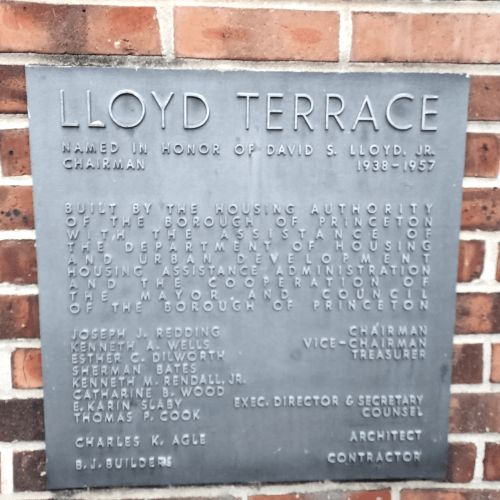 LLOYD TERRACE
NAMED IN HONOR OF DAVID S. LLOYD, JR.
CHAIRMAN 1938-1957
BUILT BY THE HOUSING AUTHORITY
OF THE BOROUGH OF PRINCETON
WITH THE ASSISTANCE OF
THE DEPARTMENT OF HOUSING
AND URBAN DEVELOPMENT
HOUSING ASSISTANCE ADMINISTRATION
AND THE COOPERATION OF
THE MAYOR AND COUNCIL
OF THE BOROUGH OF PRINCETON
JOSEPH J. REDDING CHAIRMAN
KENNETH A. WELLS VICE-CHAIRMAN
ESTHER C. DILWORTH TREASURER
SHERMAN BATES
KENNETH M. RENDALL, JR.
CATHARINE B. WOOD
E. KARIN SLABY EXEC. DIRECTOR & SECRETARY
THOMAS P. COOK COUNSEL
CHARLES K. AGLE ARCHITECT
B.J. BUILDERS CONTRACTOR